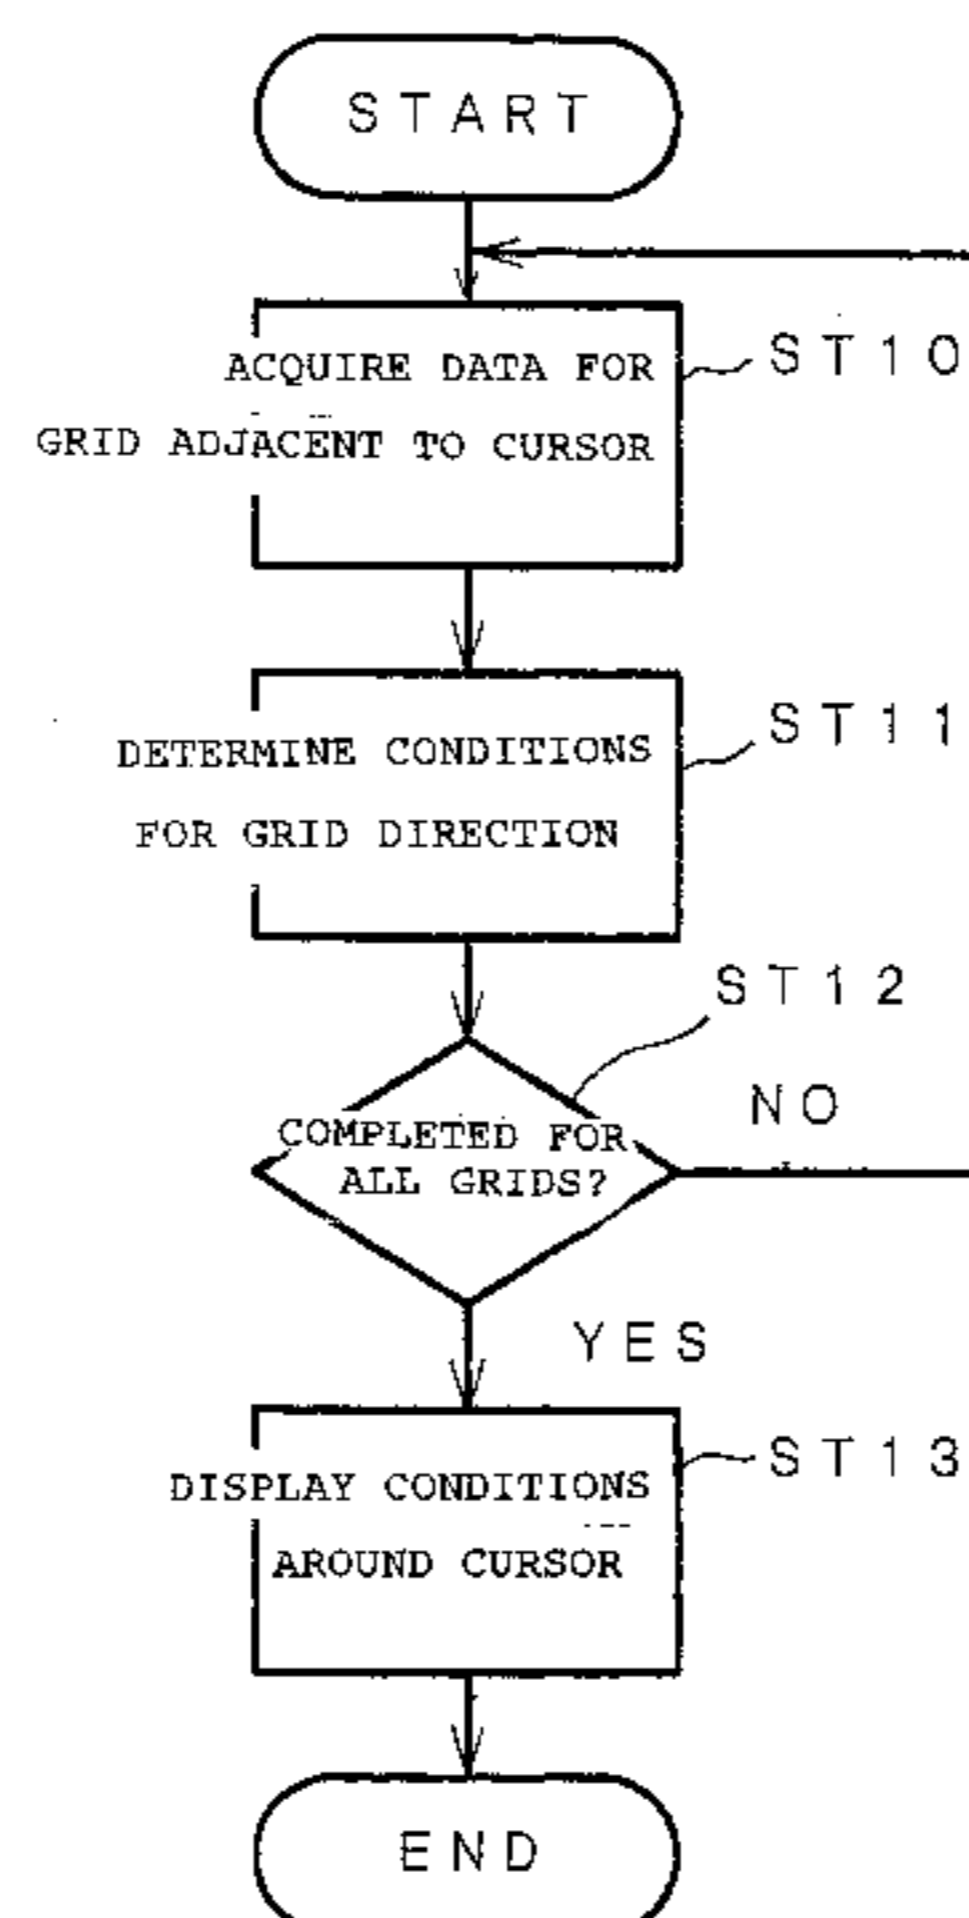 START
ST10
ACQUIRE DATA FOR
GRID ADJACENT TO CURSOR
ST11
DETERMINE CONDITIONS
FOR GRID DIRECTION
ST12
COMPLETED FOR
ALL GRIDS?
NO
YES
ST13
DISPLAY CONDITIONS
AROUND CURSOR
END